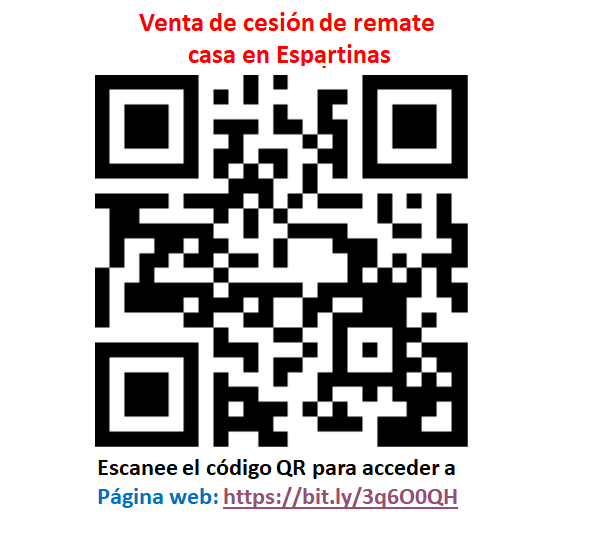 Venta de cesión de remate
casa en Espartinas
Escanee el código QR para acceder a
Página web: https://bit.ly/3q6O0QH